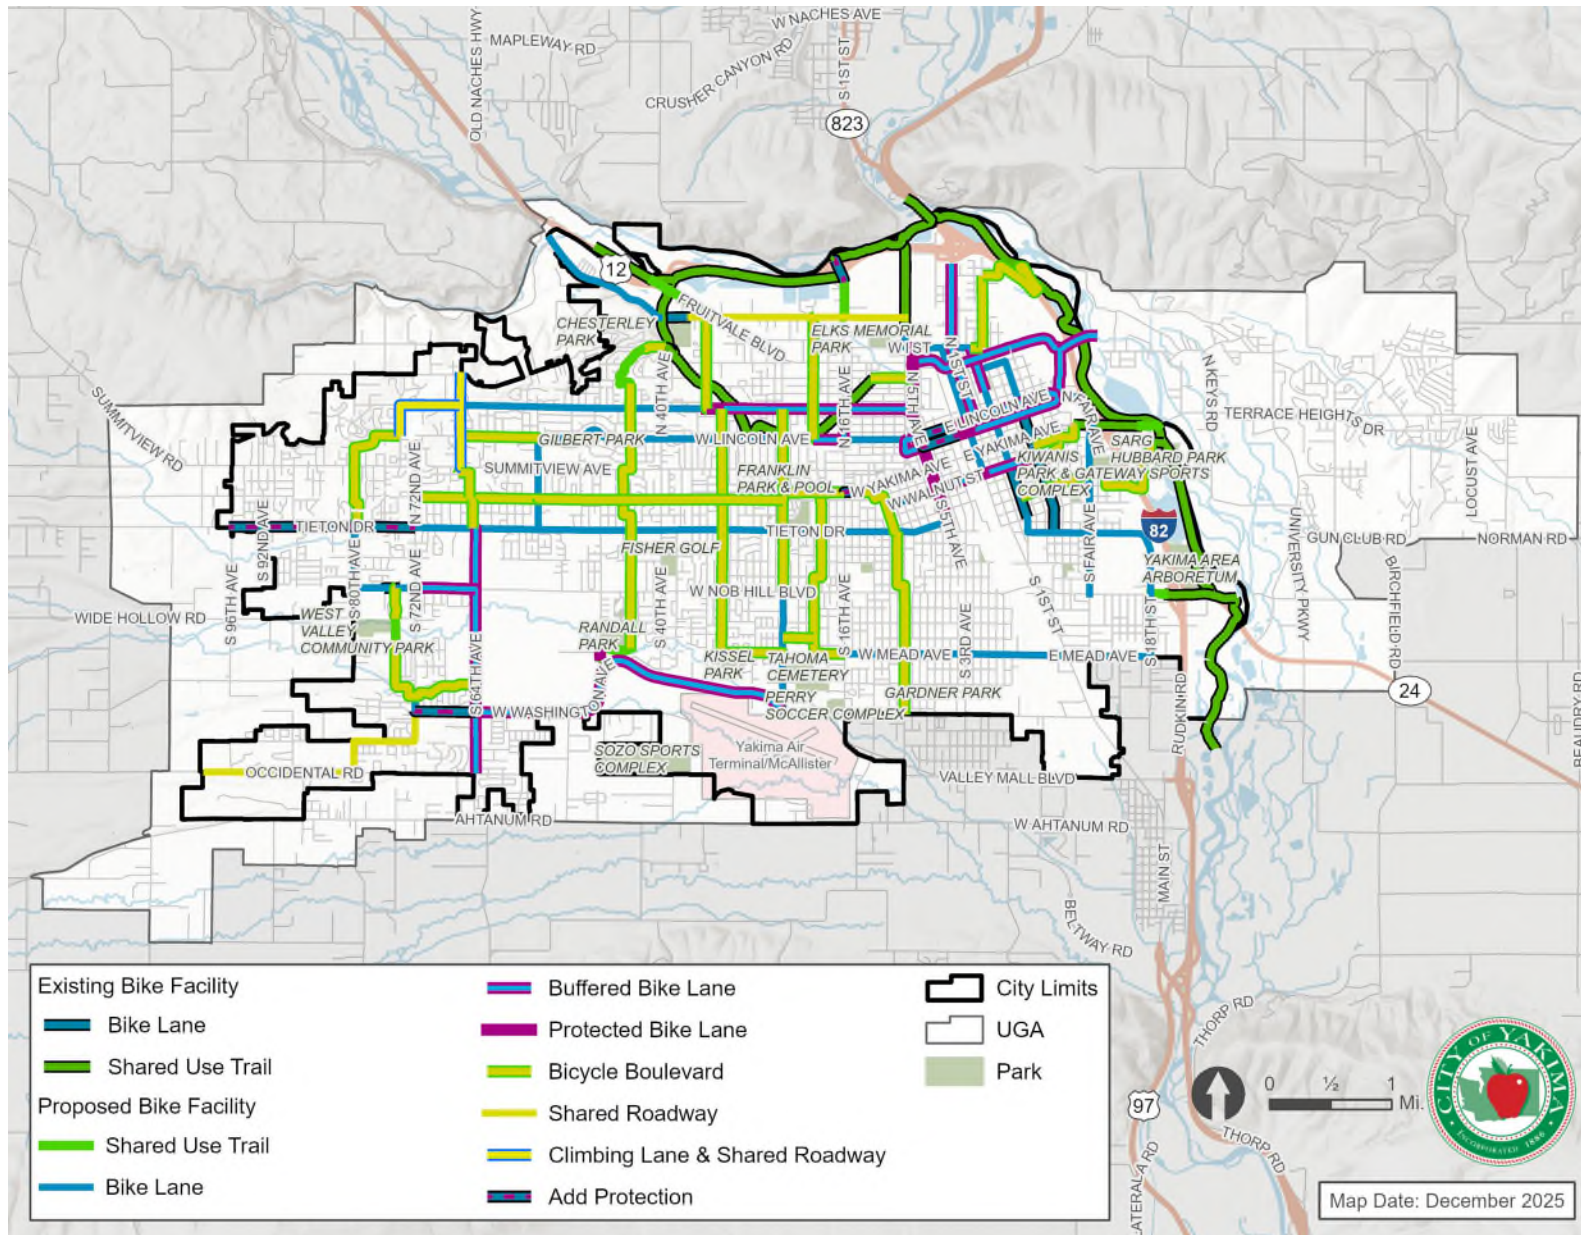 W NACHES AVE
OLD NACHES HWY
MAPLEWAY RD
CRUSHER CANYON RD
S 1ST ST
823
12
FRUITVALE BLVD
CHESTERLEY
PARK
ELKS MEMORIAL
PARK
W I ST
N 1ST ST
N 40TH AVE
N 16TH AVE
N 5TH AVE
E LINCOLN AVE
N FAIR AVE
N KEYS RD
TERRACE HEIGHTS DR
SUMMITVIEW RD
N 72ND AVE
GILBERT PARK
W LINCOLN AVE
SUMMITVIEW AVE
E YAKIMA AVE
SARG
HUBBARD PARK
KIWANIS
PARK & GATEWAY SPORTS
COMPLEX
FRANKLIN
PARK & POOL
W YAKIMA AVE
W WALNUT ST
LOCUST AVE
TIETON DR
TIETON DR
S 92ND AVE
S 96TH AVE
S 80TH AVE
S 72ND AVE
S 5TH AVE
82
UNIVERSITY PKWY
GUN CLUB RD
NORMAN RD
FISHER GOLF
S 40TH AVE
W NOB HILL BLVD
S 16TH AVE
S 3RD AVE
S 1ST ST
S FAIR AVE
S 18TH ST
YAKIMA AREA
ARBORETUM
BIRCHFIELD RD
WIDE HOLLOW RD
WEST
VALLEY
COMMUNITY PARK
S 64TH AVE
RANDALL
PARK
KISSEL
PARK
TAHOMA
CEMETERY
W MEAD AVE
E MEAD AVE
24
BEAUDRY RD
W WASHINGTON AVE
PERRY
SOCCER COMPLEX
GARDNER PARK
RUDKIN RD
SOZO SPORTS
COMPLEX
Yakima Air
Terminal/McAllister
OCCIDENTAL RD
VALLEY MALL BLVD
AHTANUM RD
W AHTANUM RD
MAIN ST
BELTWAY RD
THORP RD
THORP RD
97
LATERAL A RD
Existing Bike Facility
Bike Lane
Shared Use Trail
Proposed Bike Facility
Shared Use Trail
Bike Lane
Buffered Bike Lane
Protected Bike Lane
Bicycle Boulevard
Shared Roadway
Climbing Lane & Shared Roadway
Add Protection
City Limits
UGA
Park
0 ½ 1
Mi.
CITY OF YAKIMA
INCORPORATED 1886
Map Date: December 2025